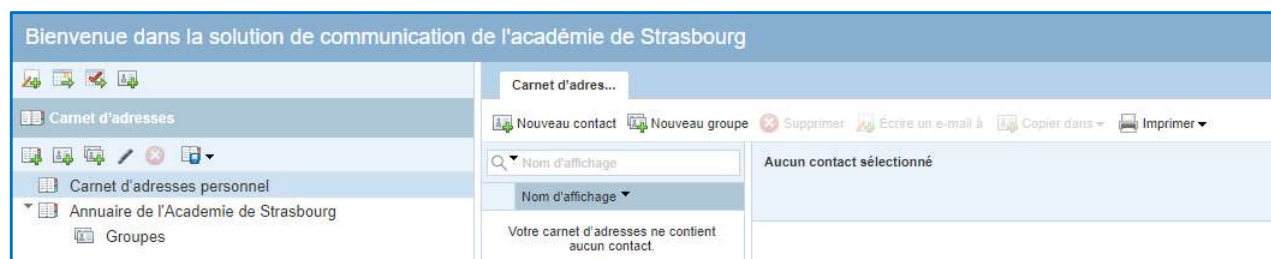 Bienvenue dans la solution de communication de l'académie de Strasbourg
Carnet d'adresses
Carnet d'adresses personnel
Annuaire de l'Academie de Strasbourg
Groupes
Carnet d'adres...
Nouveau contact Nouveau groupe Supprimer Écrire un e-mail à Copier dans Imprimer
Nom d'affichage
Nom d'affichage
Votre carnet d'adresses ne contient
aucun contact.
Aucun contact sélectionné